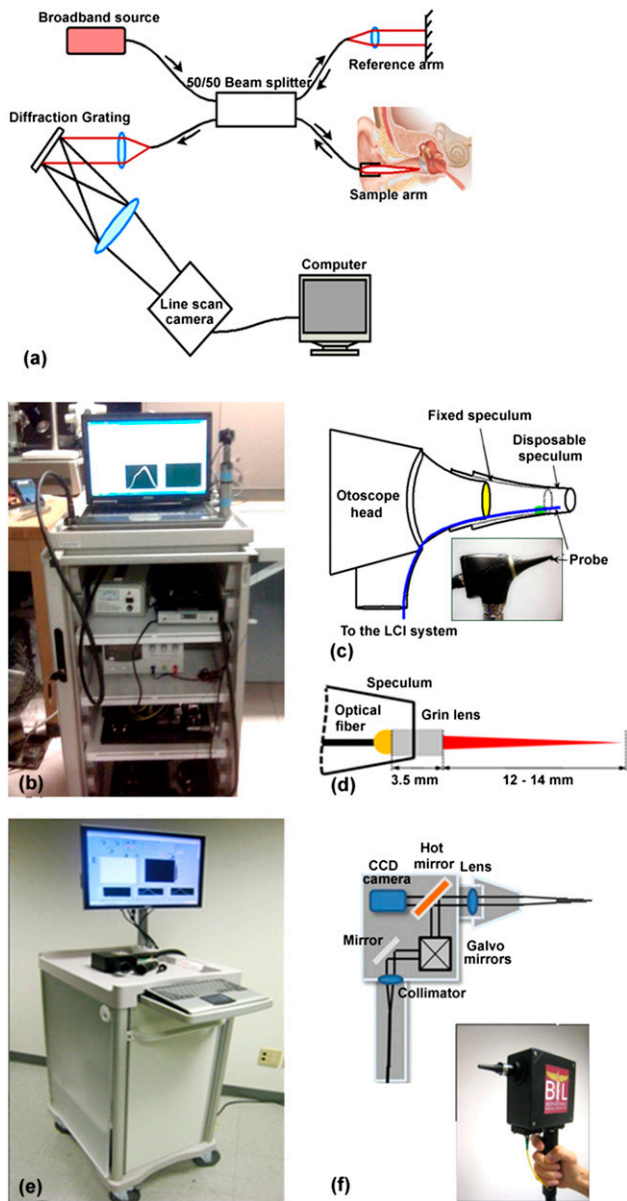 Broadband source
50/50 Beam splitter
Reference arm
Diffraction Grating
Sample arm
Computer
Line scan
camera
(a)
(b)
Fixed speculum
Disposable
speculum
Otoscope
head
Probe
To the LCI system
(c)
Speculum
Optical
fiber
Grin lens
3.5 mm
12 - 14 mm
(d)
(e)
Hot
mirror
CCD
camera
Lens
Mirror
Galvo
mirrors
Collimator
BIL
(f)